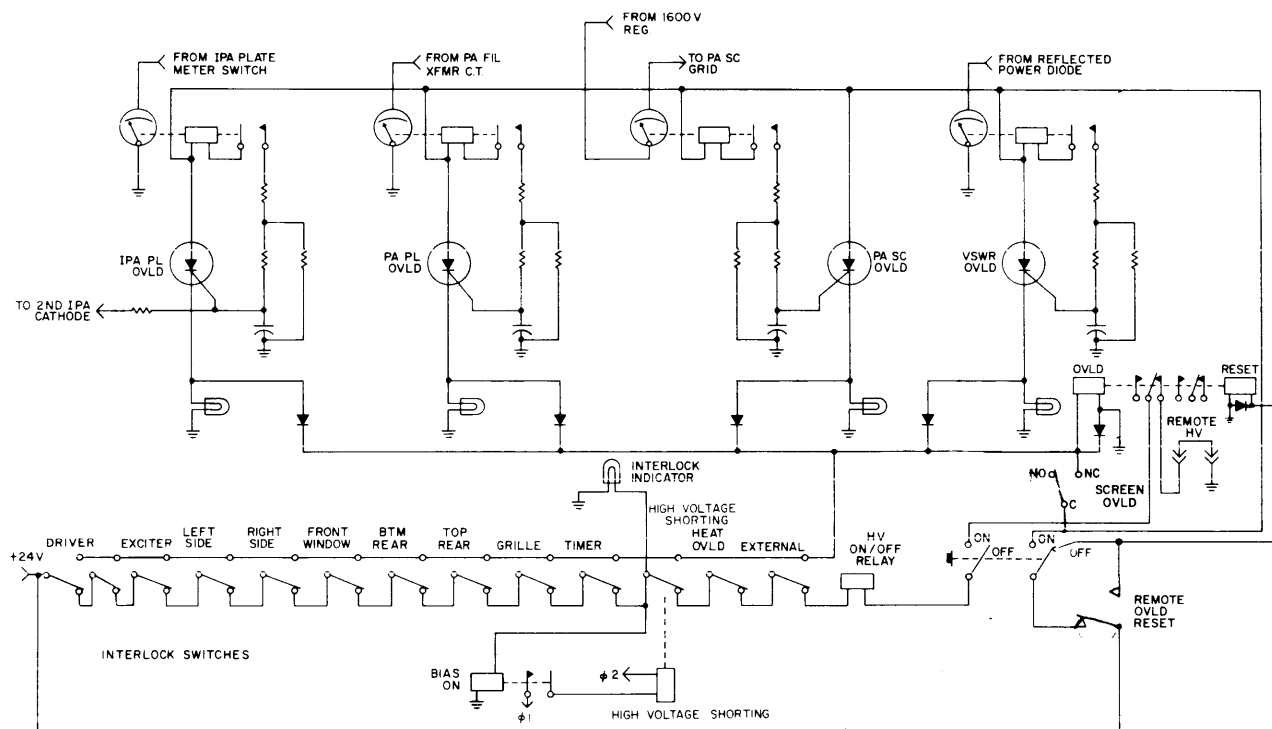 FROM IPA PLATE
METER SWITCH
FROM PA FIL
XFMR C.T.
FROM 1600 V
REG.
TO PA SC
GRID
FROM REFLECTED
POWER DIODE
IPA PL
OVLD
PA PL
OVLD
PA SC
OVLD
VSWR
OVLD
TO 2ND IPA
CATHODE
OVLD
RESET
REMOTE
HV
INTERLOCK
INDICATOR
NO
NC
C
SCREEN
OVLD
HIGH VOLTAGE
SHORTING
+24V
DRIVER
EXCITER
LEFT
SIDE
RIGHT
SIDE
FRONT
WINDOW
BTM
REAR
TOP
REAR
GRILLE
TIMER
HEAT
OVLD
EXTERNAL
HV
ON/OFF
RELAY
ON
OFF
ON
OFF
REMOTE
OVLD
RESET
INTERLOCK SWITCHES
BIAS
ON
ϕ1
ϕ2
HIGH VOLTAGE SHORTING